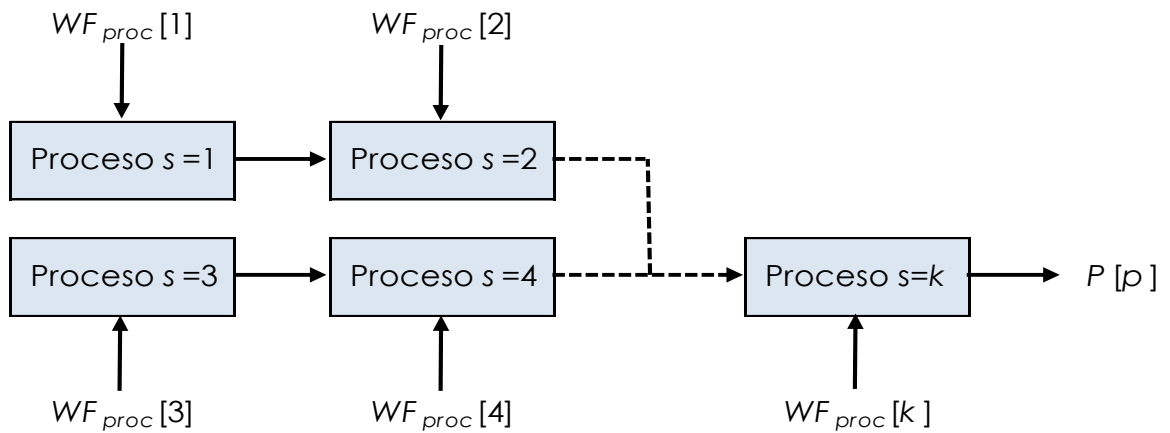 WF proc [1]
WF proc [2]
Proceso s =1
Proceso s =2
Proceso s =3
Proceso s =4
Proceso s=k
P [p ]
WF proc [3]
WF proc [4]
WF proc [k ]